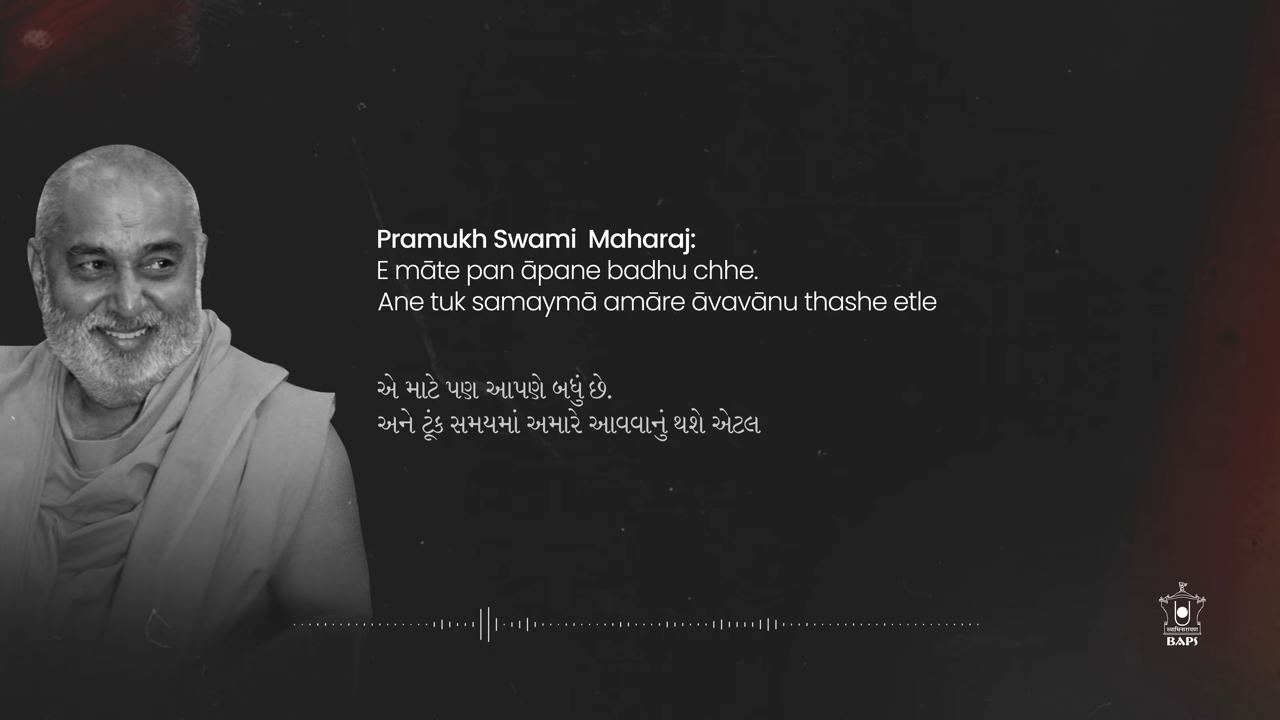 Pramukh Swami Maharaj:
E māte pan āpane badhu chhe.
Ane tuk samaymā amāre āvavānu thashe etle
એ માટે પણ આપણે બધું છે.
અને ટૂંક સમયમાં અમારે આવવાનું થશે એટલ
स्वामिनारायण
BAPS